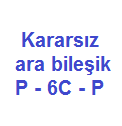 Kararsız
ara bileşik
P - 6C - P